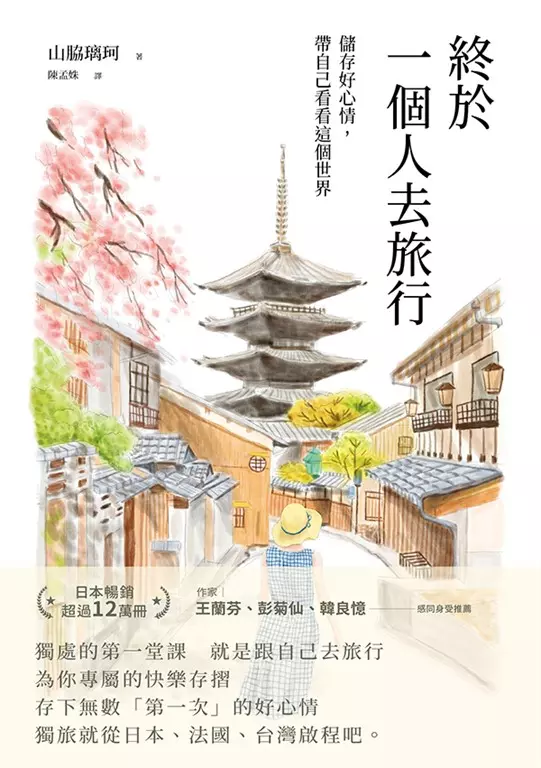 終於
一個人去旅行
儲存好心情，
帶自己看看這個世界
山脇璃珂 著
陳孟姝 譯
日本暢銷
超過12萬冊
作家
王蘭芬、彭菊仙、韓良憶
感同身受推薦
獨處的第一堂課 就是跟自己去旅行
為你專屬的快樂存摺
存下無數「第一次」的好心情
獨旅就從日本、法國、台灣啟程吧。